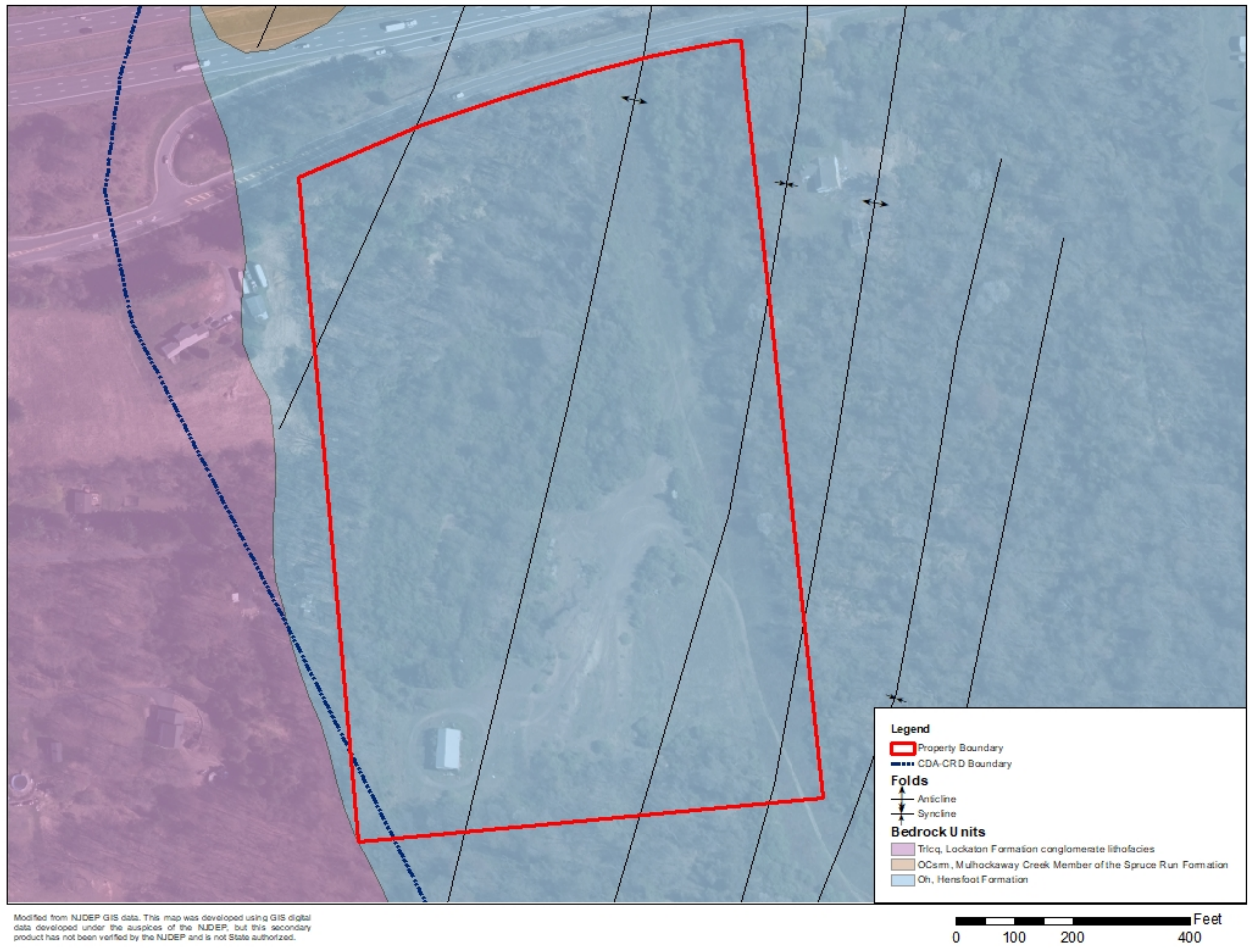 Legend
Property Boundary
CDA-CRD Boundary
Folds
Anticline
Syncline
Bedrock Units
Trlcq, Lockaton Formation conglomerate lithofacies
OCsrm, Mulhockaway Creek Member of the Spruce Run Formation
Oh, Hensfoot Formation
Modified from NJDEP GIS data. This map was developed using GIS digital
data developed under the auspices of the NJDEP, but this secondary
product has not been verified by the NJDEP and is not State authorized.
Feet
0 100 200 400